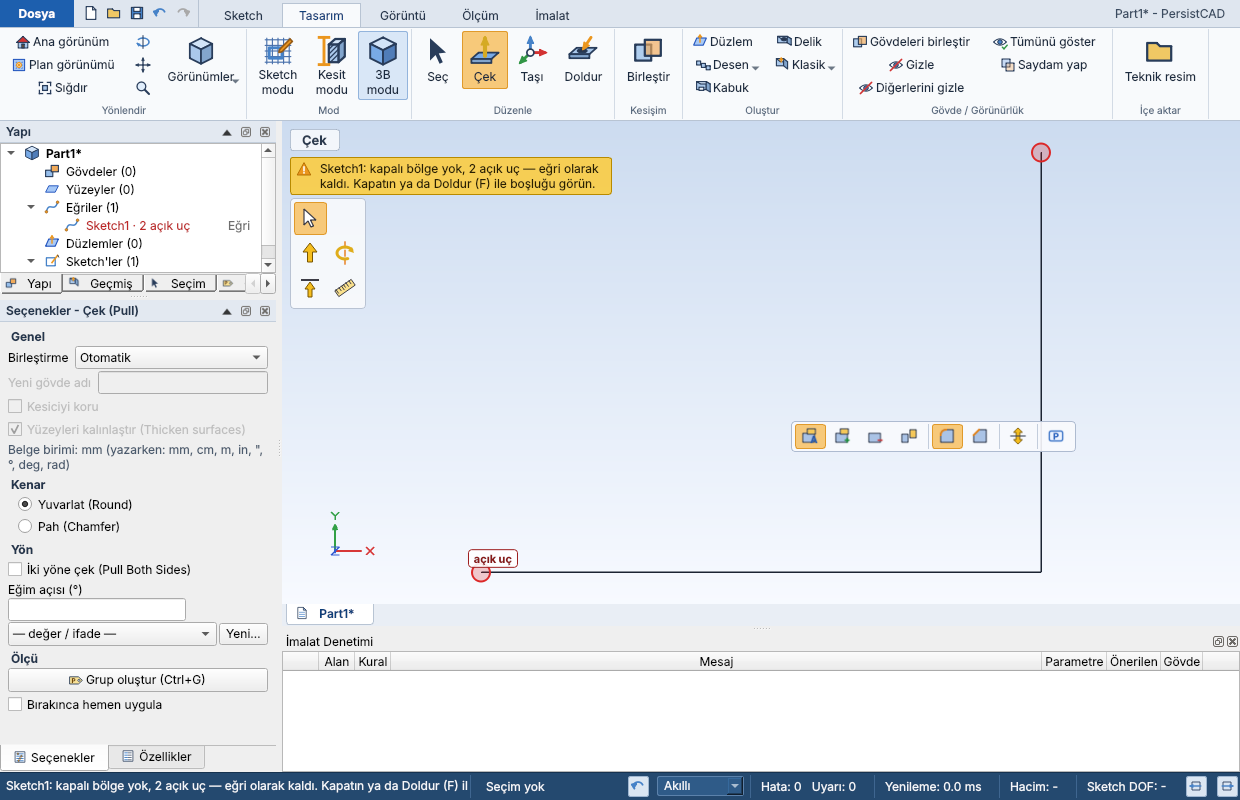 Dosya
Sketch
Tasarım
Görüntü
Ölçüm
İmalat
Part1* - PersistCAD
Ana görünüm
Plan görünümü
Sığdır
Görünümler
Yönlendir
Sketch modu
Kesit modu
3B modu
Mod
Seç
Çek
Taşı
Doldur
Düzenle
Birleştir
Kesişim
Düzlem
Desen
Kabuk
Delik
Klasik
Oluştur
Gövdeleri birleştir
Gizle
Diğerlerini gizle
Tümünü göster
Saydam yap
Gövde / Görünürlük
Teknik resim
İçe aktar
Yapı
Part1*
Gövdeler (0)
Yüzeyler (0)
Eğriler (1)
Sketch1 · 2 açık uç Eğri
Düzlemler (0)
Sketch'ler (1)
Yapı
Geçmiş
Seçim
Seçenekler - Çek (Pull)
Genel
Birleştirme Otomatik
Yeni gövde adı
Kesiciyi koru
Yüzeyleri kalınlaştır (Thicken surfaces)
Belge birimi: mm (yazarken: mm, cm, m, in, ",
°, deg, rad)
Kenar
Yuvarlat (Round)
Pah (Chamfer)
Yön
İki yöne çek (Pull Both Sides)
Eğim açısı (°)
— değer / ifade — Yeni...
Ölçü
Grup oluştur (Ctrl+G)
Bırakınca hemen uygula
Seçenekler
Özellikler
Çek
Sketch1: kapalı bölge yok, 2 açık uç — eğri olarak
kaldı. Kapatın ya da Doldur (F) ile boşluğu görün.
P
Y
X
Z
açık uç
Part1*
İmalat Denetimi
Alan Kural Mesaj Parametre Önerilen Gövde
Sketch1: kapalı bölge yok, 2 açık uç — eğri olarak kaldı. Kapatın ya da Doldur (F) il
Seçim yok
Akıllı
Hata: 0 Uyarı: 0
Yenileme: 0.0 ms
Hacim: -
Sketch DOF: -